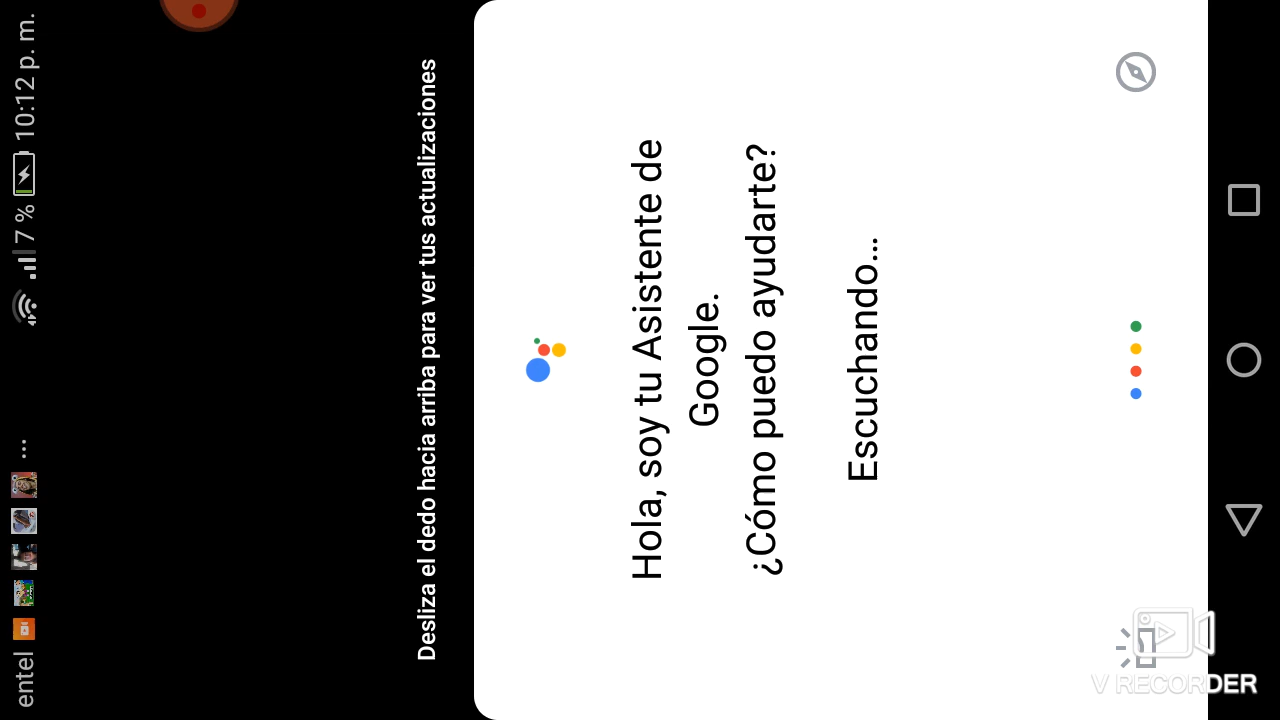 entel 7 % 10:12 p. m.
Desliza el dedo hacia arriba para ver tus actualizaciones
Hola, soy tu Asistente de
Google.
¿Cómo puedo ayudarte?
Escuchando...
V RECORDER